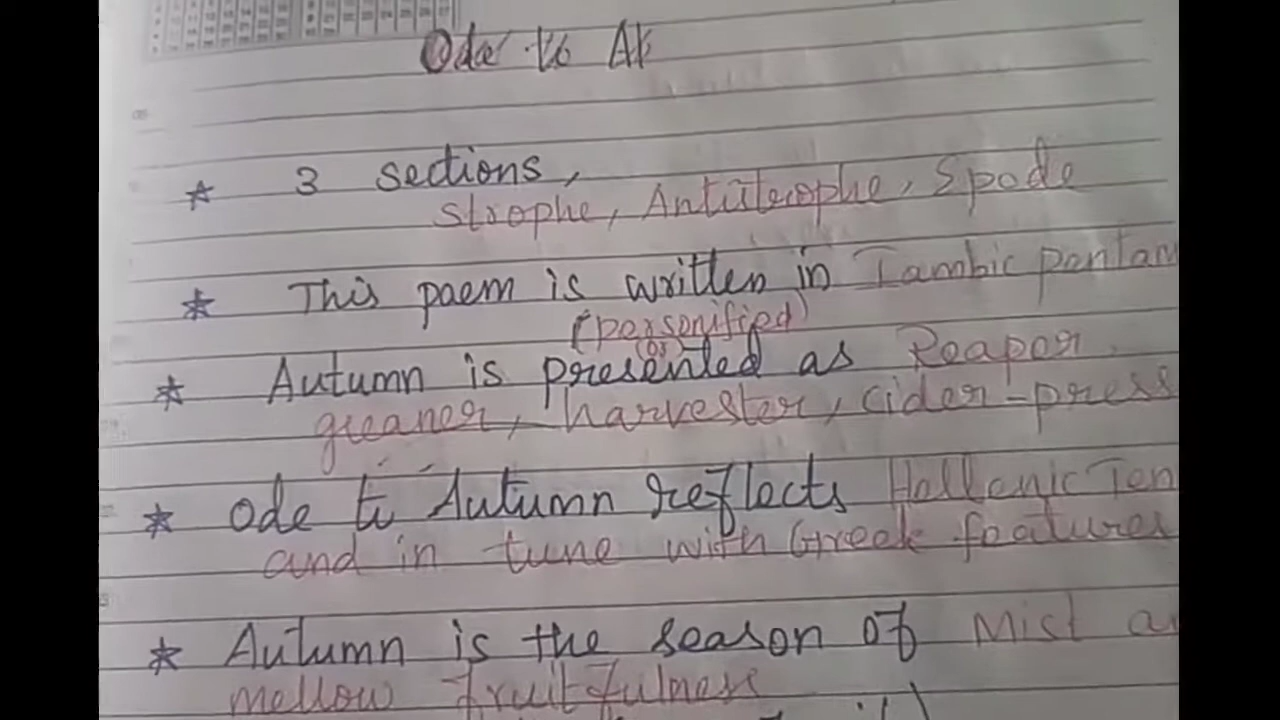 Ode to At
* 3 sections,
strophe, Antistrophe, Epode
* This paem is written in Iambic pentam
(personified)
(or)
* Autumn is presented as Reaper,
gleaner, harvester, cider-press
* Ode to Autumn reflects Hellenic Ten
and in tune with Greek features
* Autumn is the season of Mist a
mellow fruitfulness